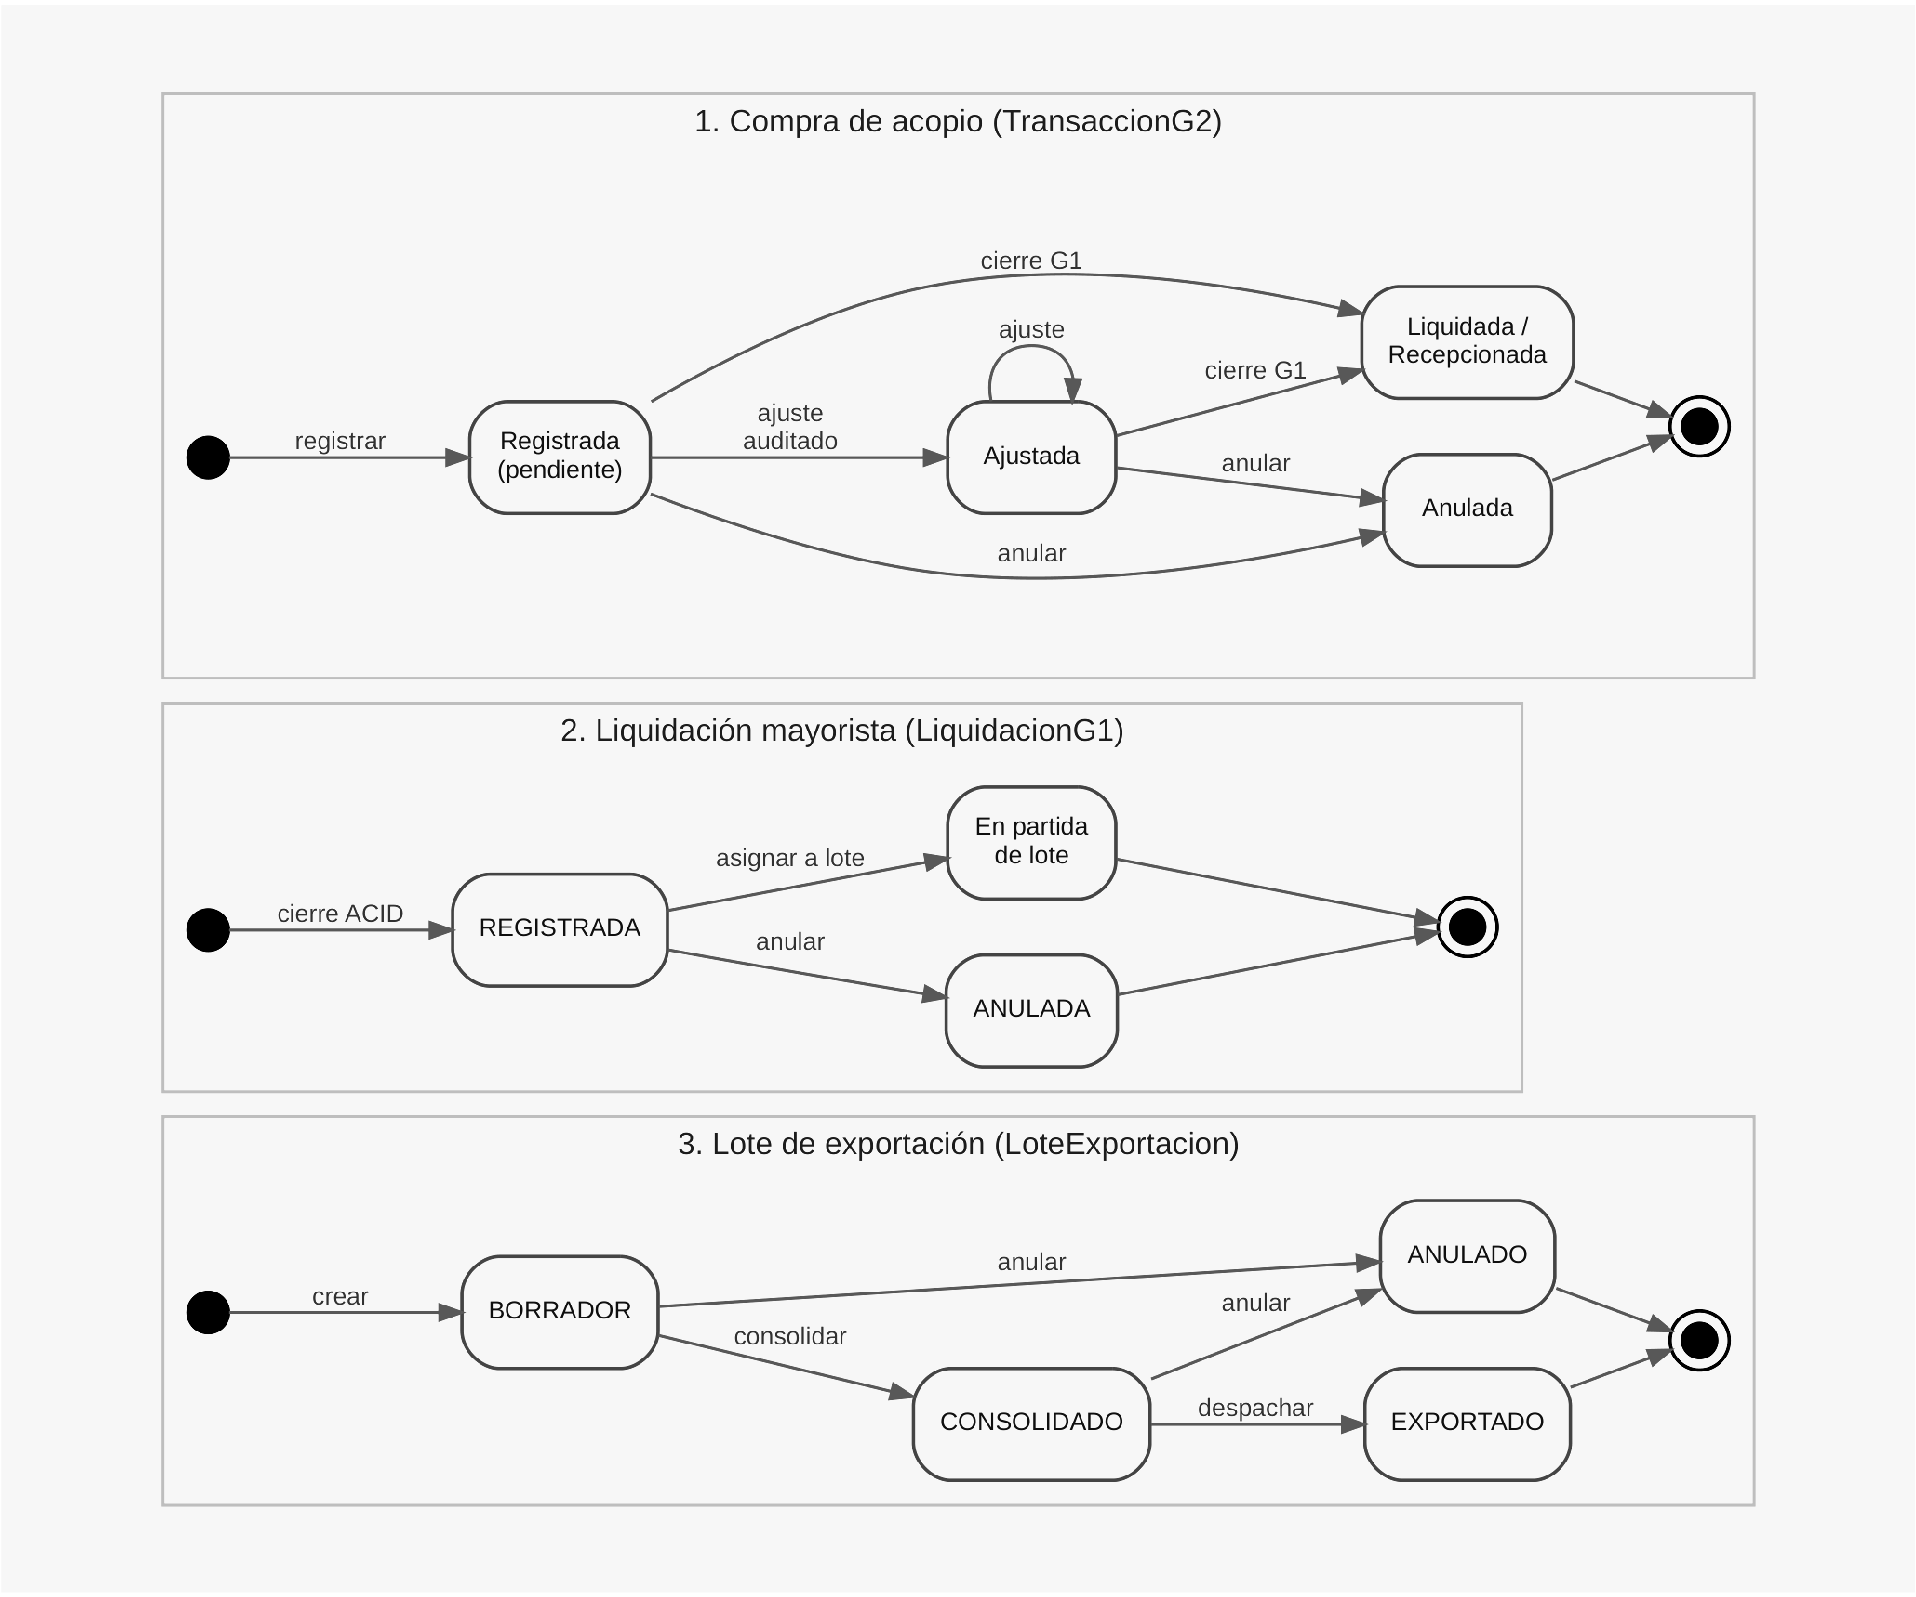 1. Compra de acopio (TransaccionG2)
cierre G1
ajuste
Liquidada /
Recepcionada
cierre G1
ajuste
auditado
registrar
Registrada
(pendiente)
Ajustada
anular
Anulada
anular
2. Liquidación mayorista (LiquidacionG1)
En partida
de lote
asignar a lote
cierre ACID
REGISTRADA
anular
ANULADA
3. Lote de exportación (LoteExportacion)
anular
ANULADO
crear
BORRADOR
anular
consolidar
CONSOLIDADO
despachar
EXPORTADO